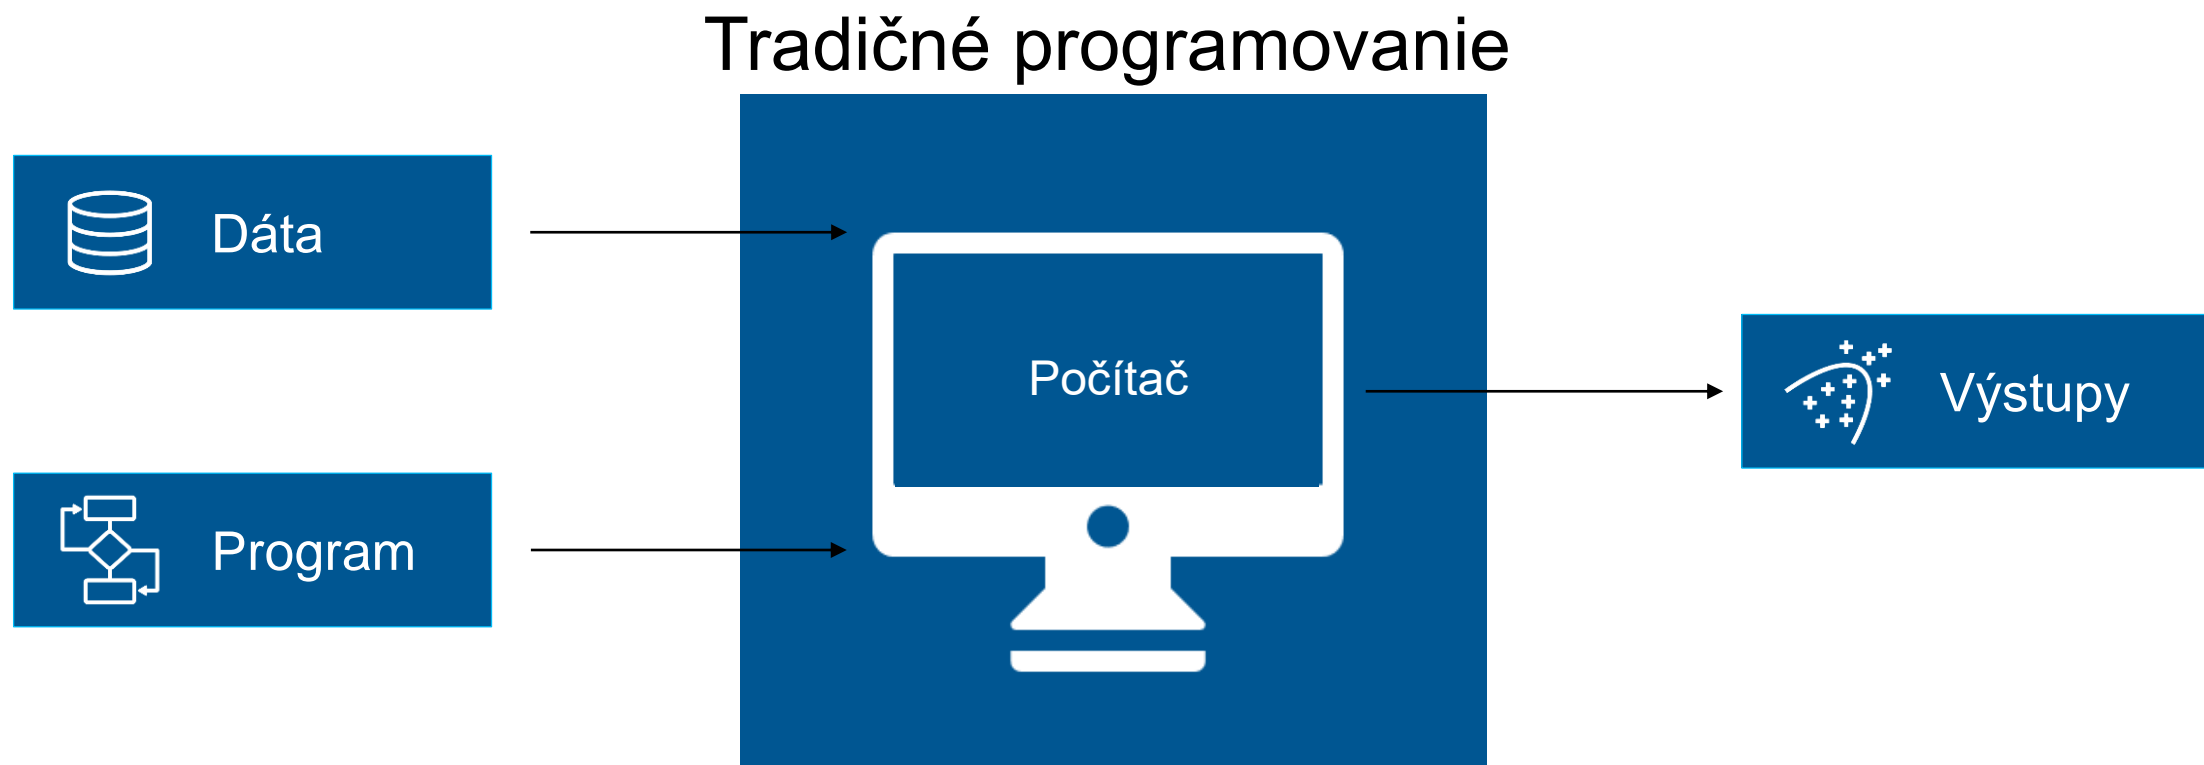 Tradičné programovanie
Dáta
Počítač
Výstupy
Program